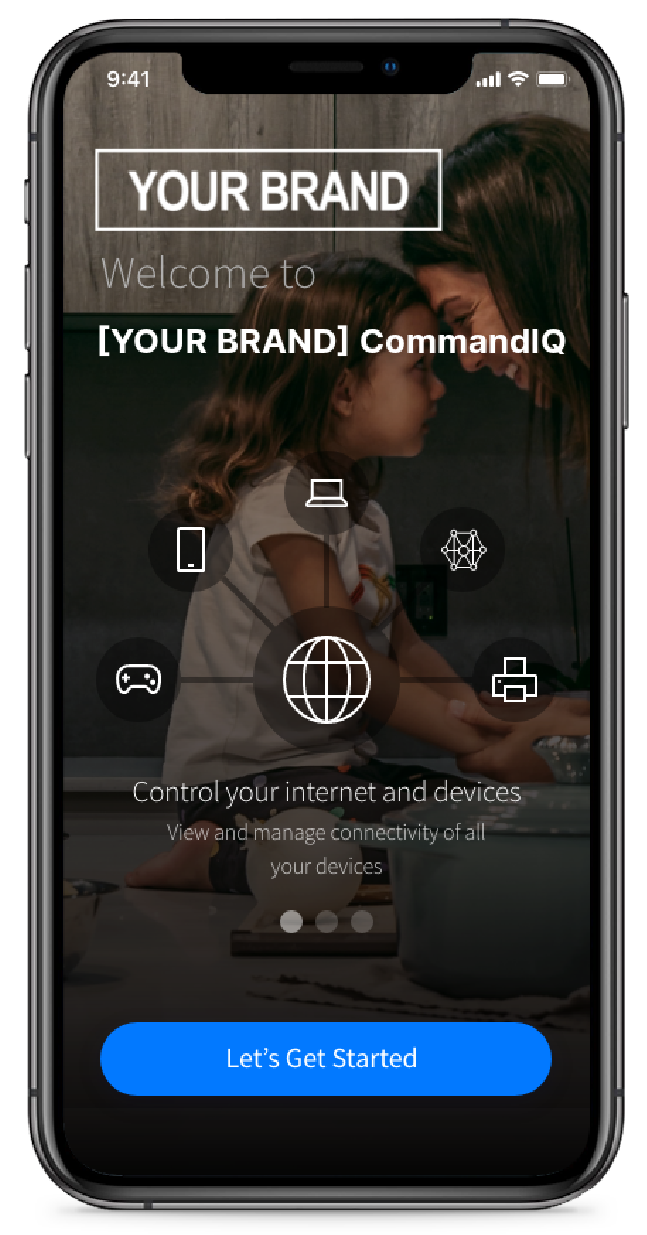 9:41
YOUR BRAND
Welcome to
[YOUR BRAND] CommandIQ
Control your internet and devices
View and manage connectivity of all
your devices
Let’s Get Started